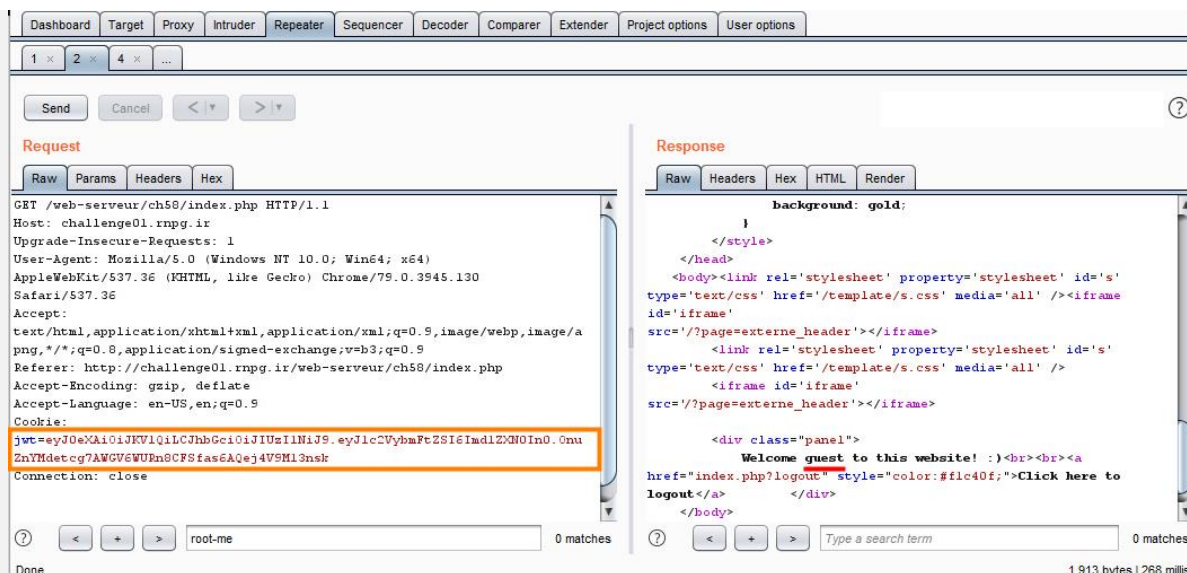 Dashboard Target Proxy Intruder Repeater Sequencer Decoder Comparer Extender Project options User options
1 × 2 × 4 × ...
Send Cancel < > ?
Request
Raw Params Headers Hex
GET /web-serveur/ch58/index.php HTTP/1.1
Host: challenge01.rnpg.ir
Upgrade-Insecure-Requests: 1
User-Agent: Mozilla/5.0 (Windows NT 10.0; Win64; x64)
AppleWebKit/537.36 (KHTML, like Gecko) Chrome/79.0.3945.130
Safari/537.36
Accept:
text/html,application/xhtml+xml,application/xml;q=0.9,image/webp,image/a
png,*/*;q=0.8,application/signed-exchange;v=b3;q=0.9
Referer: http://challenge01.rnpg.ir/web-serveur/ch58/index.php
Accept-Encoding: gzip, deflate
Accept-Language: en-US,en;q=0.9
Cookie:
jwt=eyJ0eXAiOiJKV1QiLCJhbGciOiJIUzI1NiJ9.eyJ1c2VybmFtZSI6Imd1ZXN0In0.OnuZnYMdetcg7AWGV6WURn8CFSfas6AQej4V9M13nsk
Connection: close
? < + > root-me 0 matches
Response
Raw Headers Hex HTML Render
background: gold;
}
</style>
</head>
<body><link rel='stylesheet' property='stylesheet' id='s'
type='text/css' href='/template/s.css' media='all' /><iframe
id='iframe'
src='/?page=externe_header'></iframe>
<link rel='stylesheet' property='stylesheet' id='s'
type='text/css' href='/template/s.css' media='all' />
<iframe id='iframe'
src='/?page=externe_header'></iframe>
<div class="panel">
Welcome guest to this website! :)<br><br><a
href="index.php?logout" style="color:#f1c40f;">Click here to
logout</a> </div>
</body>
? < + > Type a search term 0 matches
Done
1,913 bytes | 268 millis